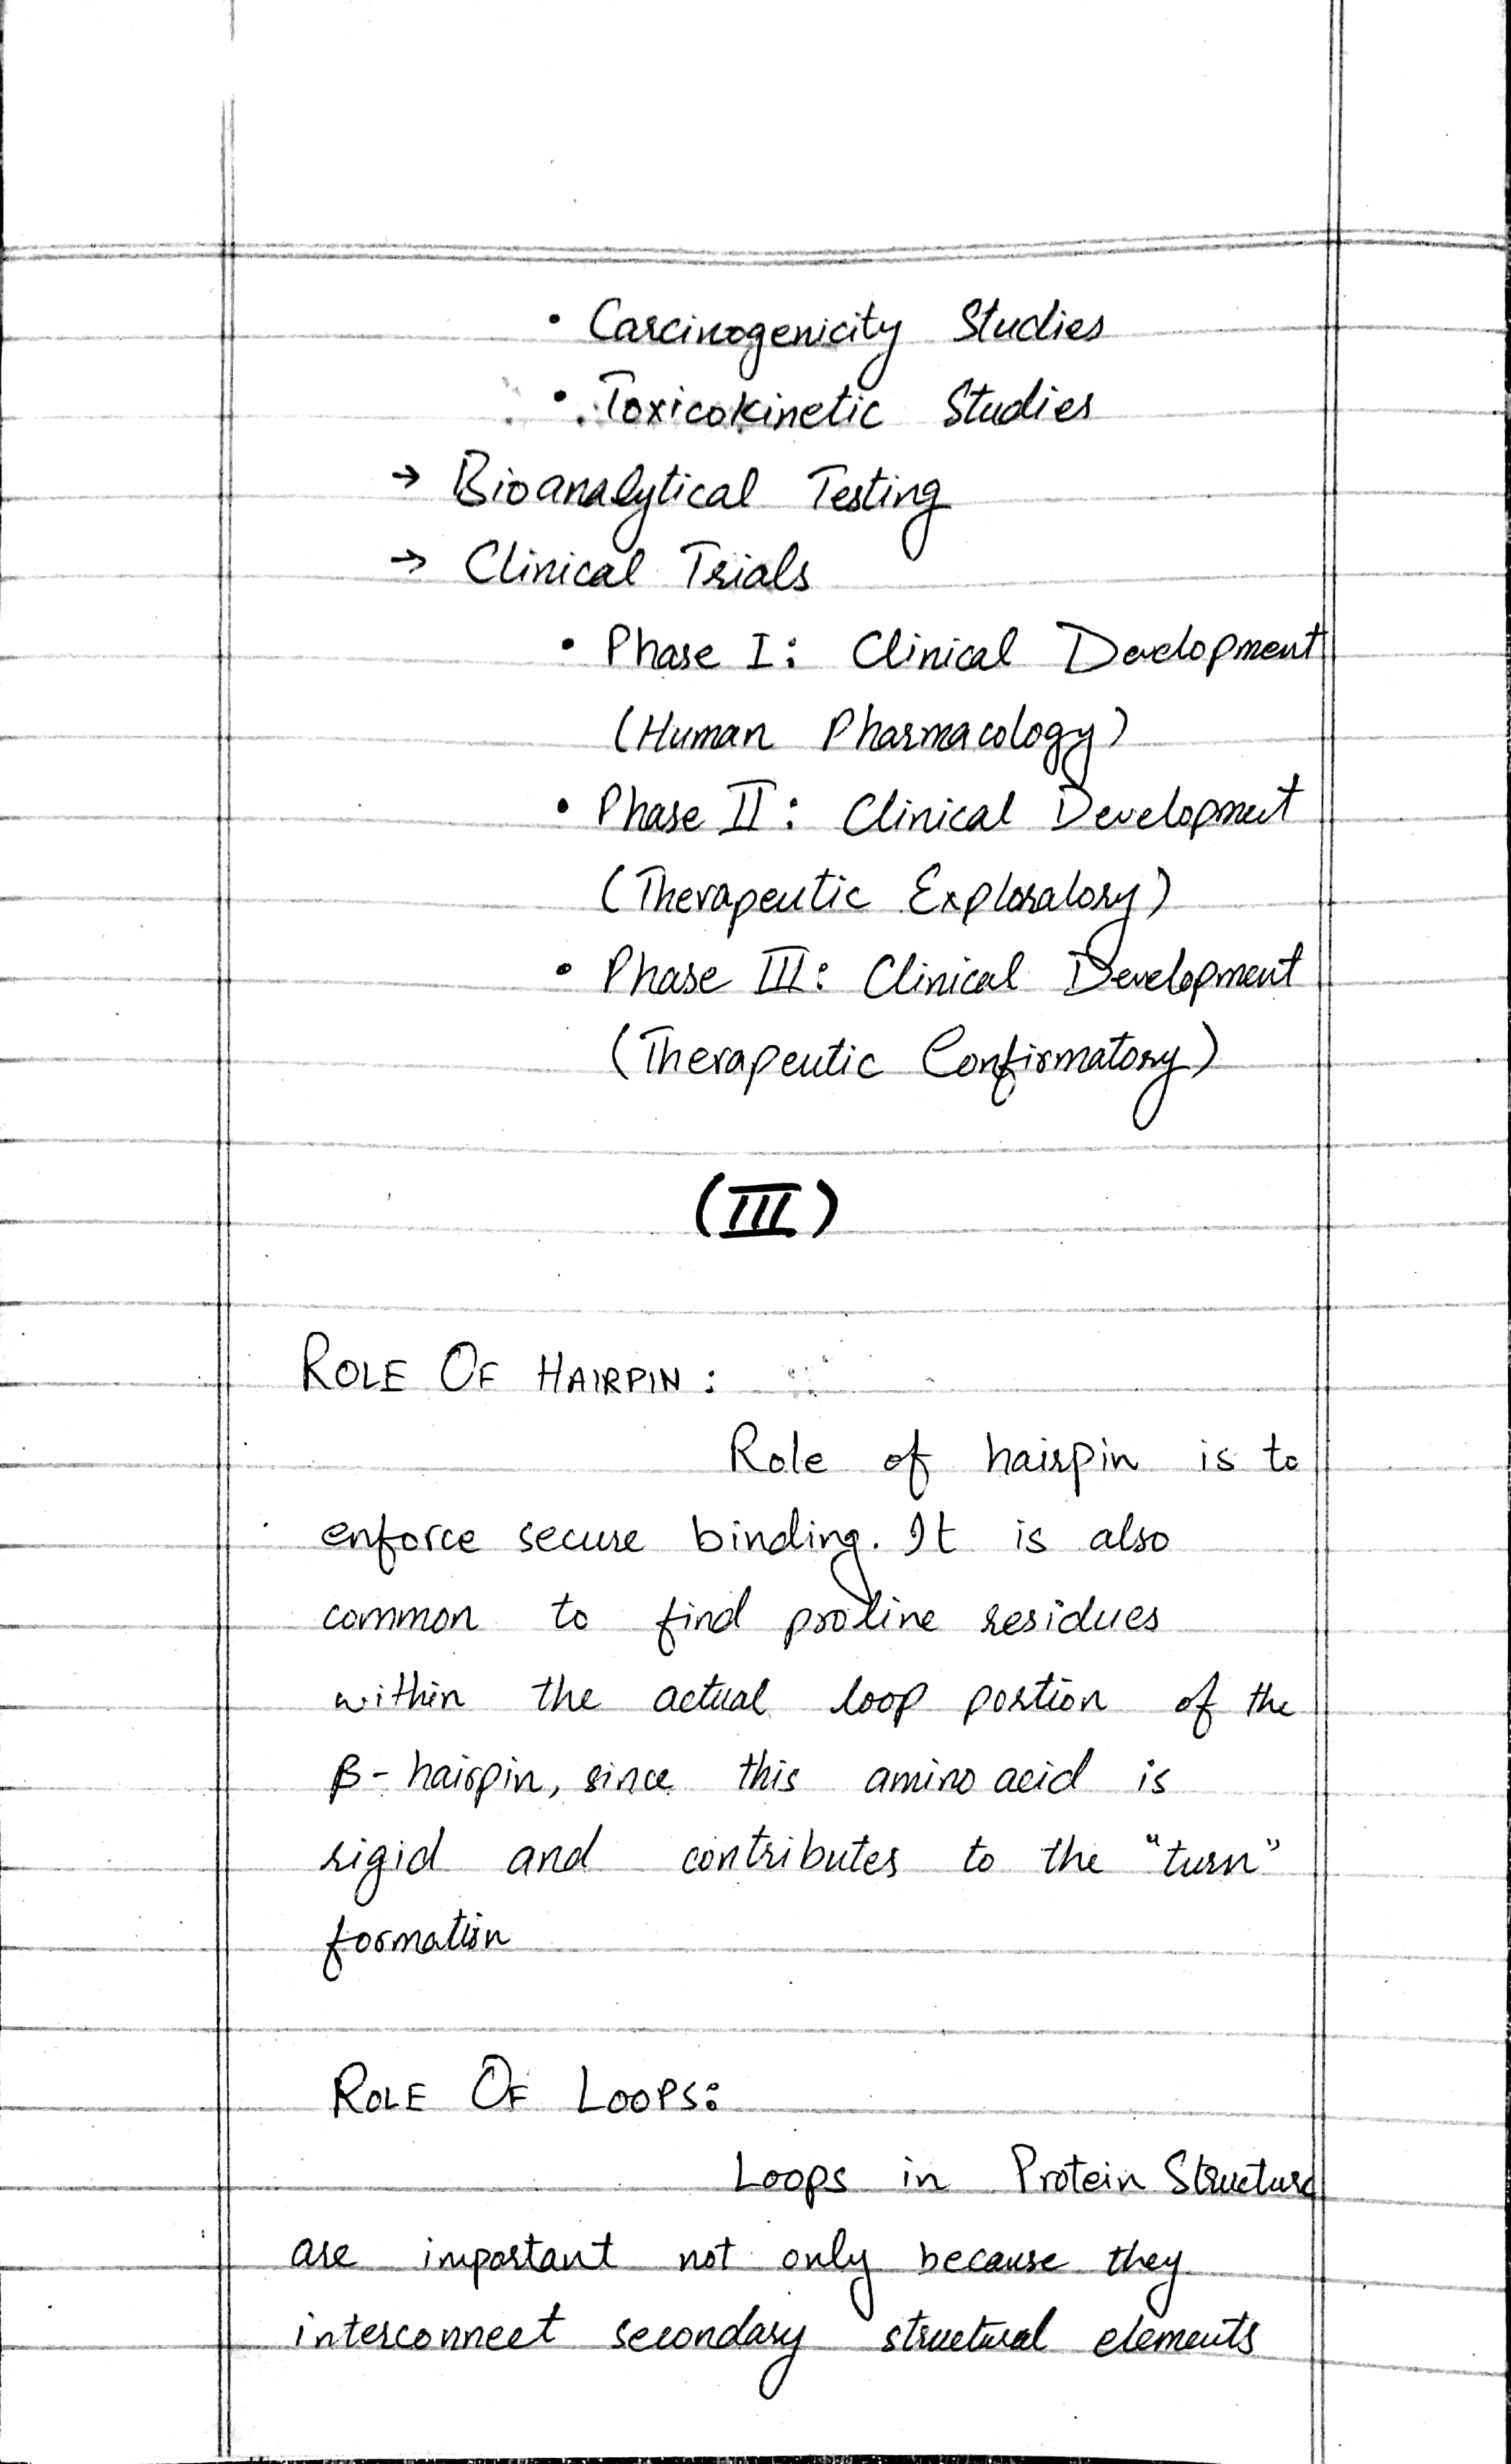 • Carcinogenicity Studies
• Toxicokinetic Studies
→ Bioanalytical Testing
→ Clinical Trials
• Phase I: Clinical Development
(Human Pharmacology)
• Phase II: Clinical Development
(Therapeutic Exploratory)
• Phase III: Clinical Development
(Therapeutic Confirmatory)
(III)
ROLE OF HAIRPIN:
Role of hairpin is to
enforce secure binding. It is also
common to find proline residues
within the actual loop portion of the
β-hairpin, since this amino acid is
rigid and contributes to the "turn"
formation
ROLE OF LOOPS:
Loops in Protein Structure
are important not only because they
interconnect secondary structural elements